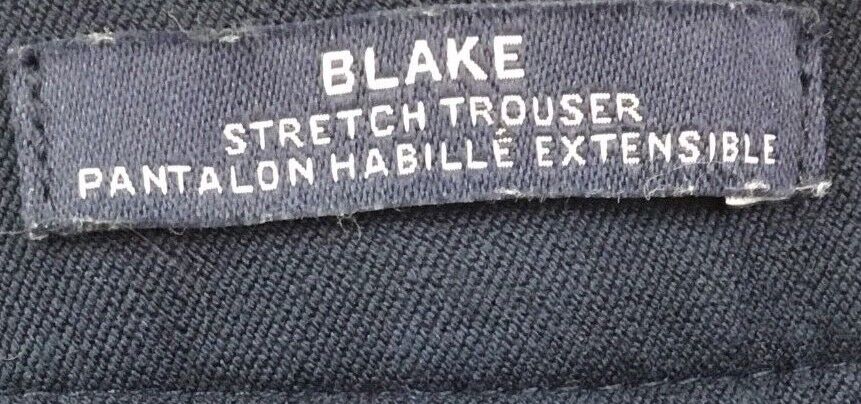 BLAKE
STRETCH TROUSER
PANTALON HABILLÉ EXTENSIBLE